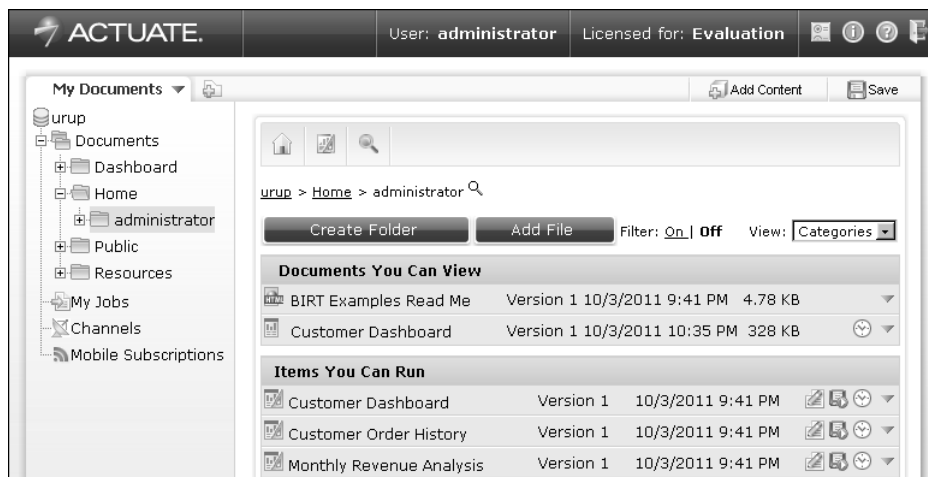 ACTUATE. User: administrator Licensed for: Evaluation
My Documents Add Content Save
urup
Documents
Dashboard
Home
administrator
Public
Resources
My Jobs
Channels
Mobile Subscriptions
urup > Home > administrator
Create Folder Add File Filter: On | Off View: Categories
Documents You Can View
BIRT Examples Read Me Version 1 10/3/2011 9:41 PM 4.78 KB
Customer Dashboard Version 1 10/3/2011 10:35 PM 328 KB
Items You Can Run
Customer Dashboard Version 1 10/3/2011 9:41 PM
Customer Order History Version 1 10/3/2011 9:41 PM
Monthly Revenue Analysis Version 1 10/3/2011 9:41 PM